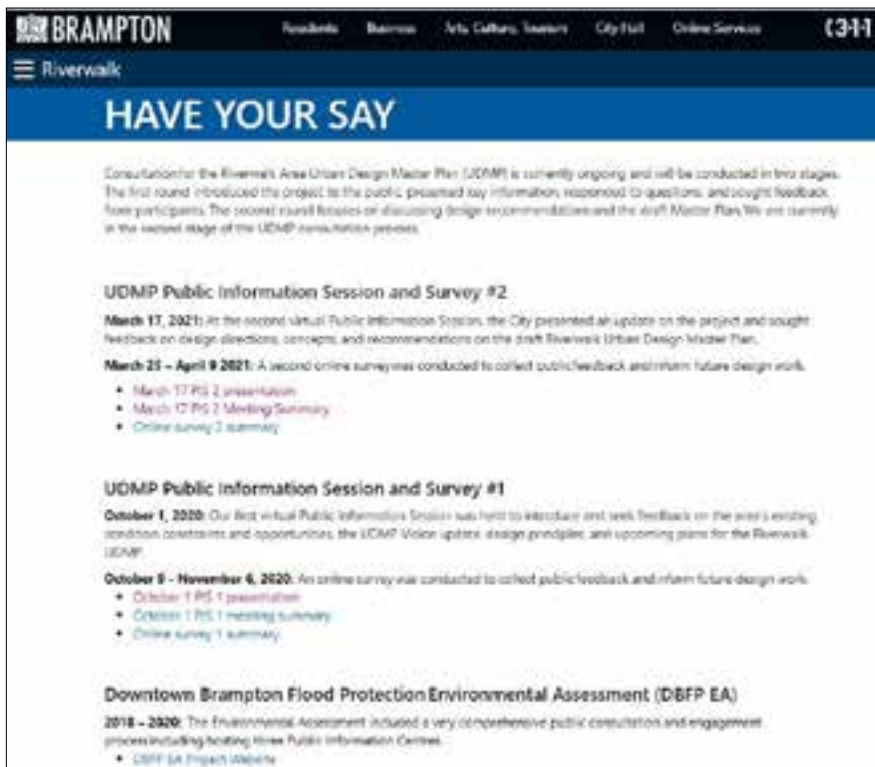 BRAMPTON Residents Business Arts, Culture, Tourism City Hall Online Services (311
Riverwalk
HAVE YOUR SAY
Consultation for the Riverwalk Area Urban Design Master Plan (UDMP) is currently ongoing and will be conducted in two stages.
The first round introduced the project to the public, presented key information, responded to questions, and sought feedback
from participants. The second round focuses on discussing design recommendations and the draft Master Plan. We are currently
in the second stage of the UDMP consultation process.
UDMP Public Information Session and Survey #2
March 17, 2021: At the second virtual Public Information Session, the City presented an update on the project and sought
feedback on design directions, concepts, and recommendations on the draft Riverwalk Urban Design Master Plan.
March 25 – April 9 2021: A second online survey was conducted to collect public feedback and inform future design work.
• March 17 PIS 2 presentation
• March 17 PIS 2 Meeting Summary
• Online survey 2 summary
UDMP Public Information Session and Survey #1
October 1, 2020: Our first virtual Public Information Session was held to introduce and seek feedback on the area's existing
condition constraints and opportunities, the UDMP Vision update, design principles, and upcoming plans for the Riverwalk
UDMP.
October 9 – November 6, 2020: An online survey was conducted to collect public feedback and inform future design work.
• October 1 PIS 1 presentation
• October 1 PIS 1 meeting summary
• Online survey 1 summary
Downtown Brampton Flood Protection Environmental Assessment (DBFP EA)
2018 – 2020: The Environmental Assessment included a very comprehensive public consultation and engagement
process including hosting three Public Information Centres.
• DBFP EA Project Website